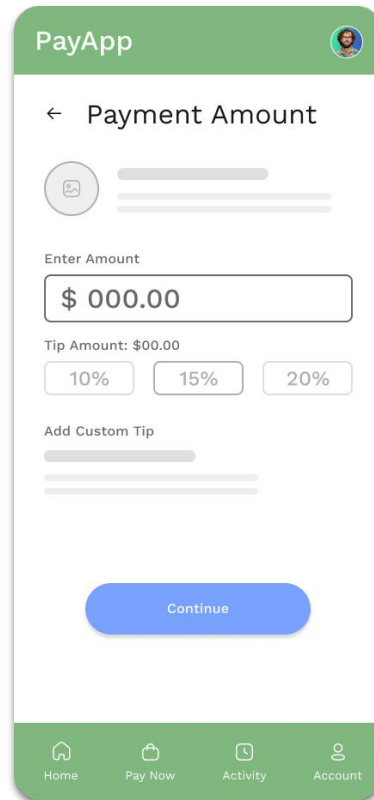 PayApp
← Payment Amount
Enter Amount
$ 000.00
Tip Amount: $00.00
10% 15% 20%
Add Custom Tip
Continue
Home Pay Now Activity Account